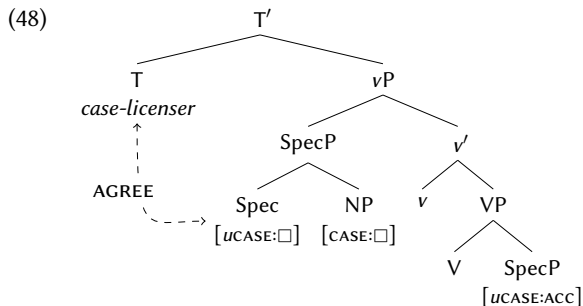 (48) T′
T vP
case-licenser
SpecP v′
AGREE
Spec NP v VP
[uCASE:□] [CASE:□]
V SpecP
[uCASE:ACC]